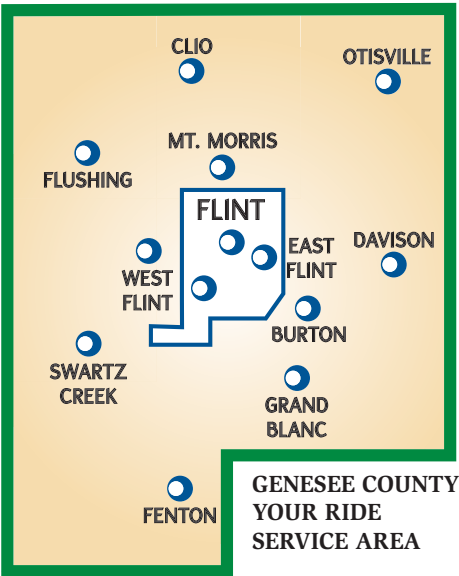 CLIO
OTISVILLE
MT. MORRIS
FLUSHING
FLINT
EAST
FLINT
DAVISON
WEST
FLINT
BURTON
SWARTZ
CREEK
GRAND
BLANC
FENTON
GENESEE COUNTY
YOUR RIDE
SERVICE AREA